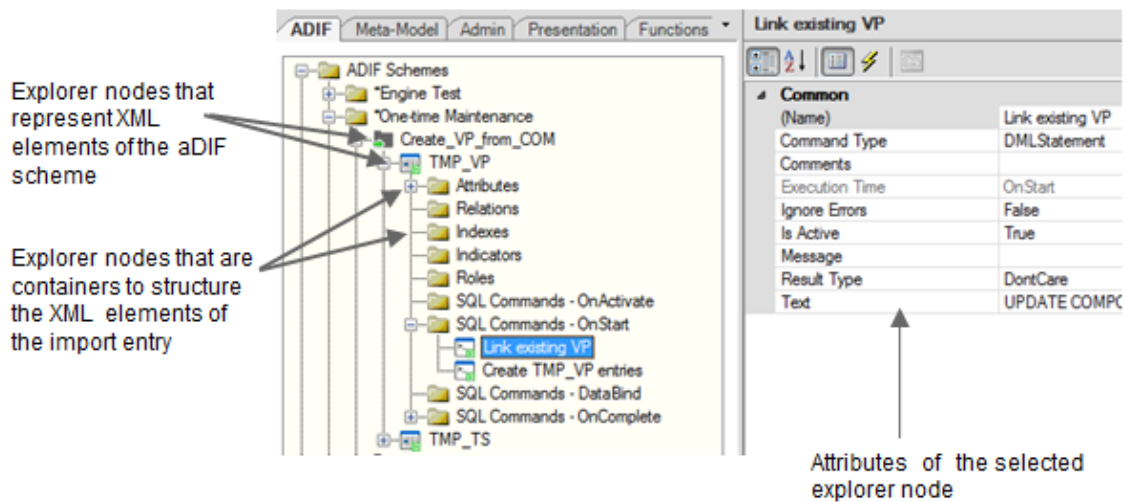 ADIF Meta-Model Admin Presentation Functions
Link existing VP
Explorer nodes that
represent XML
elements of the aDIF
scheme
Explorer nodes that are
containers to structure
the XML elements of
the import entry
ADIF Schemes
*Engine Test
*One-time Maintenance
Create_VP_from_COM
TMP_VP
Attributes
Relations
Indexes
Indicators
Roles
SQL Commands - OnActivate
SQL Commands - OnStart
Link existing VP
Create TMP_VP entries
SQL Commands - DataBind
SQL Commands - OnComplete
TMP_TS
Common
(Name) Link existing VP
Command Type DMLStatement
Comments
Execution Time OnStart
Ignore Errors False
Is Active True
Message
Result Type DontCare
Text UPDATE COMPO
Attributes of the selected
explorer node